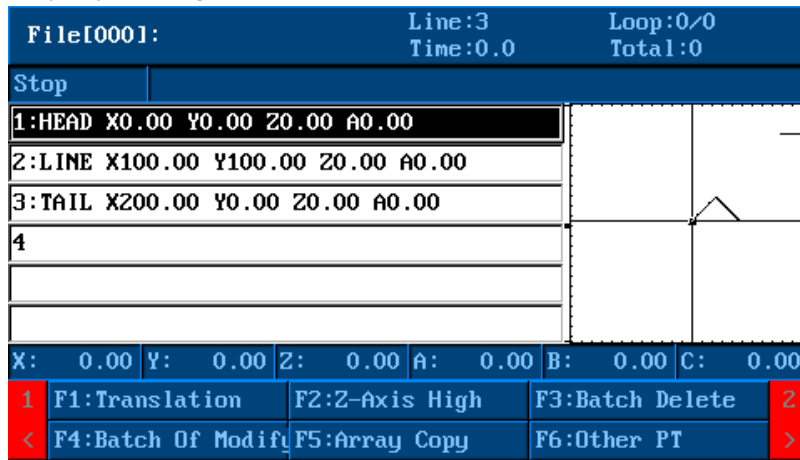 File[000]: Line:3 Loop:0/0
Time:0.0 Total:0
Stop
1:HEAD X0.00 Y0.00 Z0.00 A0.00
2:LINE X100.00 Y100.00 Z0.00 A0.00
3:TAIL X200.00 Y0.00 Z0.00 A0.00
4
X: 0.00 Y: 0.00 Z: 0.00 A: 0.00 B: 0.00 C: 0.00
1 F1:Translation F2:Z-Axis High F3:Batch Delete 2
< F4:Batch Of Modify F5:Array Copy F6:Other PT >